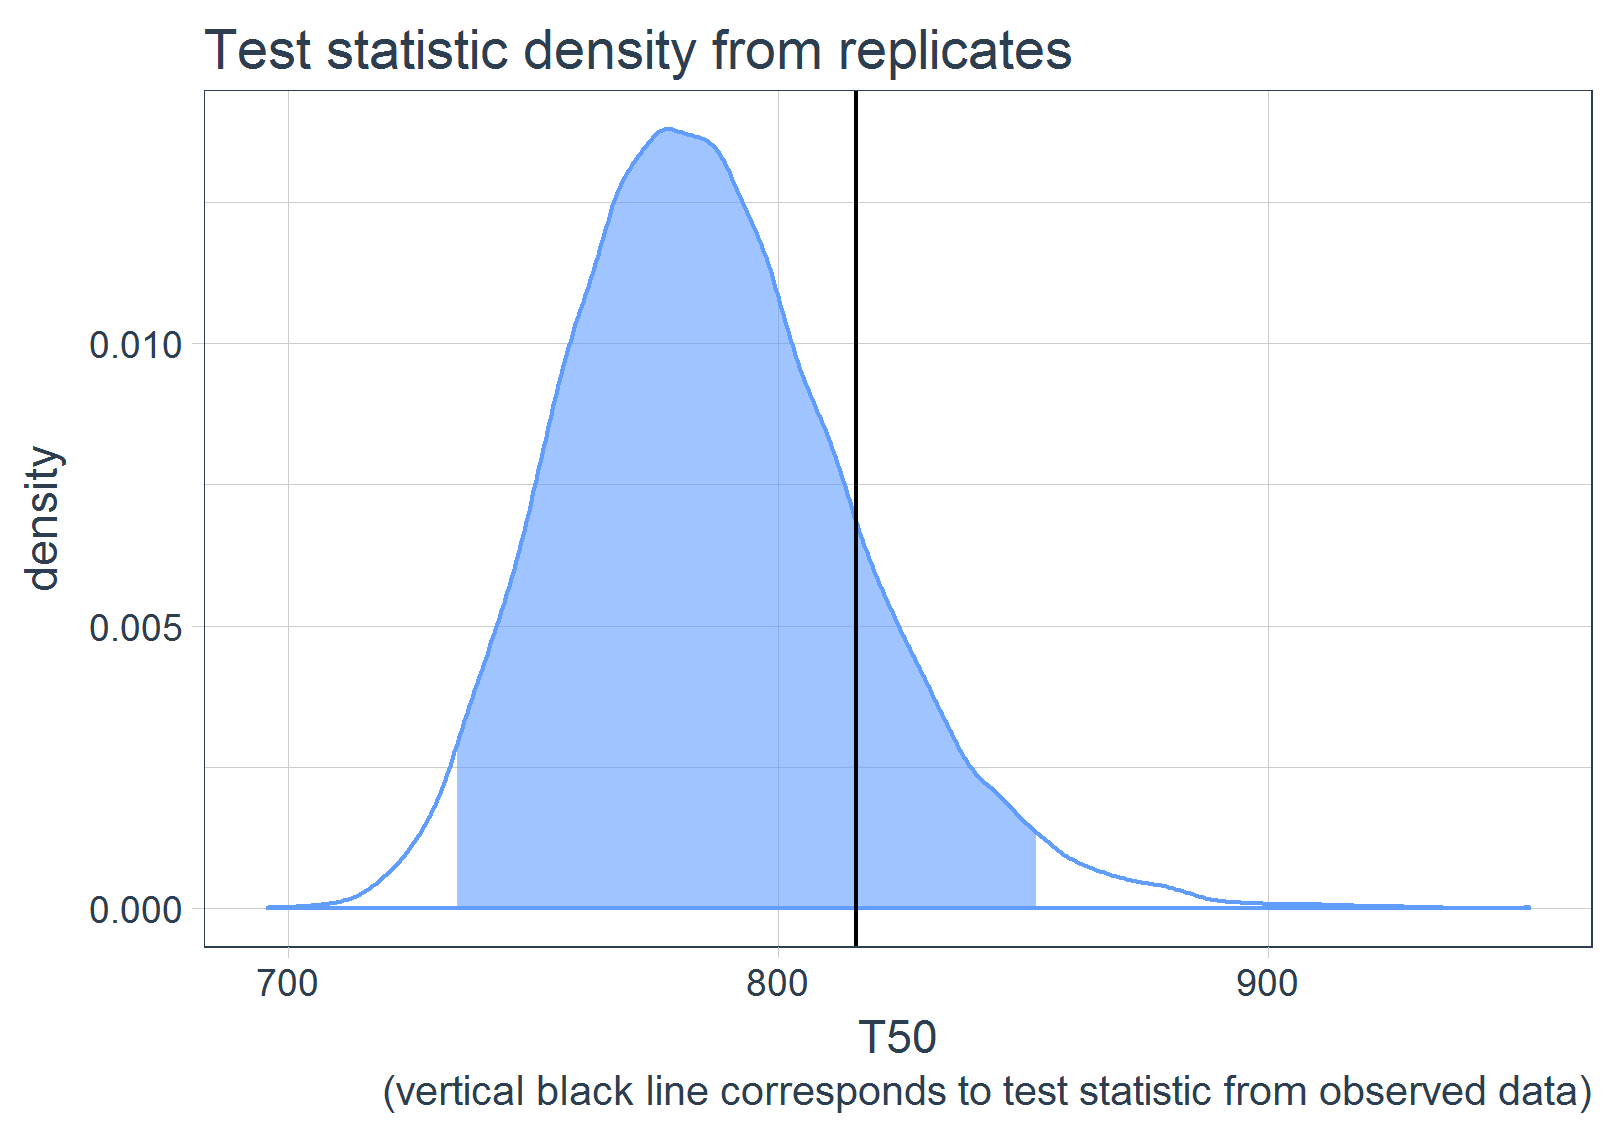 Test statistic density from replicates
density
0.010
0.005
0.000
700
800
900
T50
(vertical black line corresponds to test statistic from observed data)